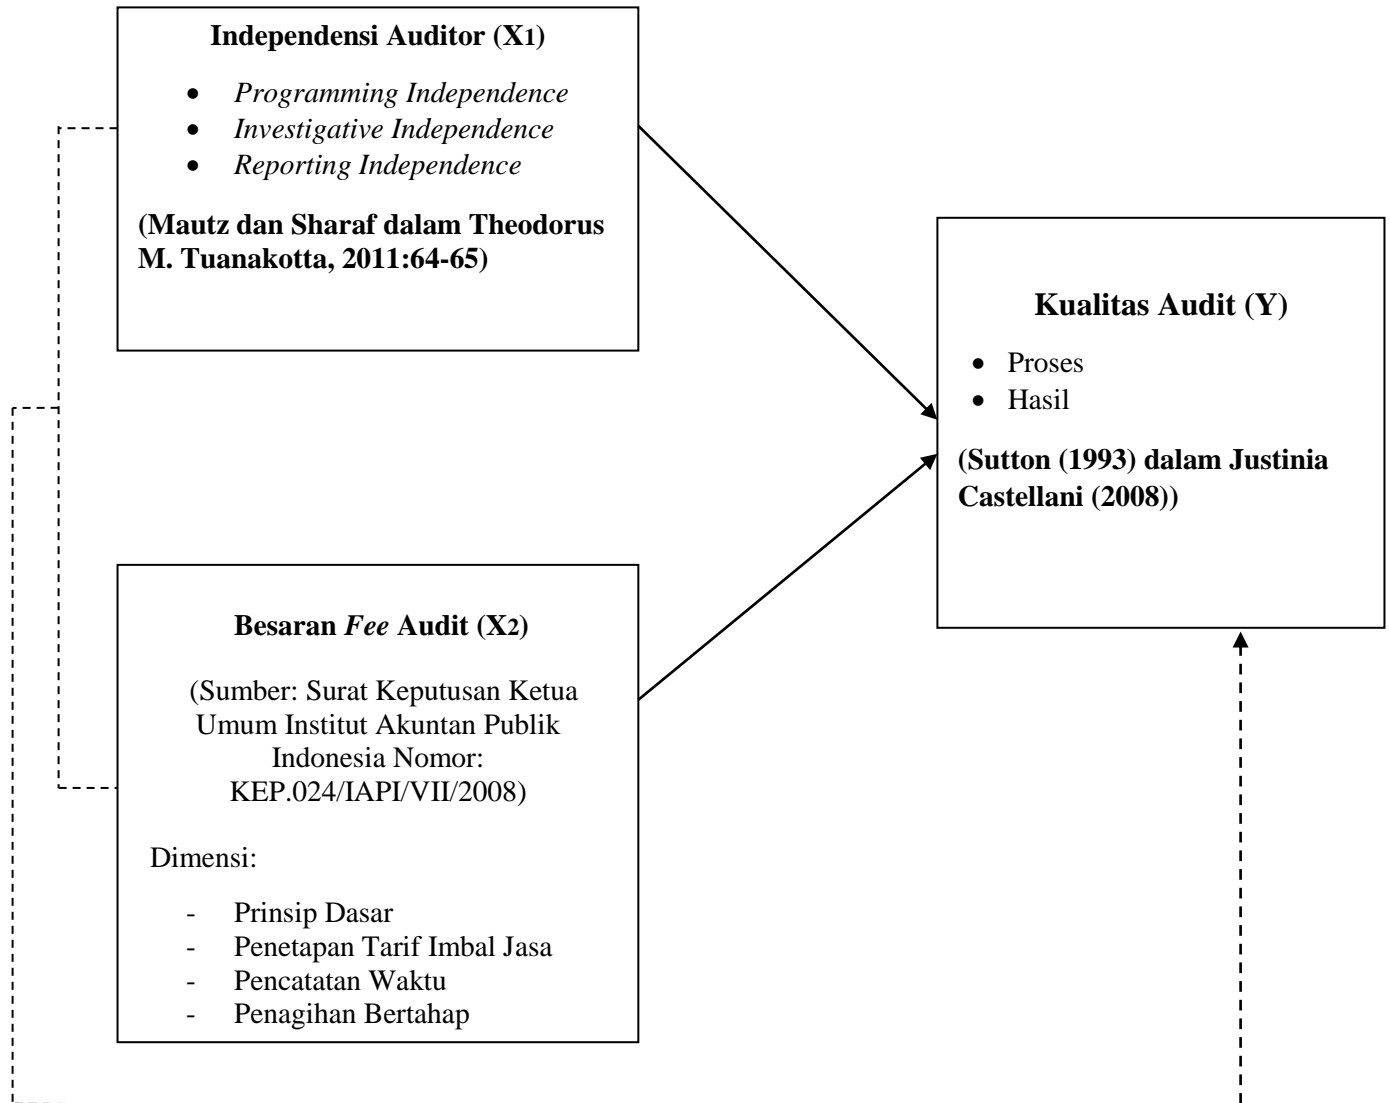 Independensi Auditor (X1)
• Programming Independence
• Investigative Independence
• Reporting Independence
(Mautz dan Sharaf dalam Theodorus
M. Tuanakotta, 2011:64-65)
Kualitas Audit (Y)
• Proses
• Hasil
(Sutton (1993) dalam Justinia
Castellani (2008))
Besaran Fee Audit (X2)
(Sumber: Surat Keputusan Ketua
Umum Institut Akuntan Publik
Indonesia Nomor:
KEP.024/IAPI/VII/2008)
Dimensi:
- Prinsip Dasar
- Penetapan Tarif Imbal Jasa
- Pencatatan Waktu
- Penagihan Bertahap